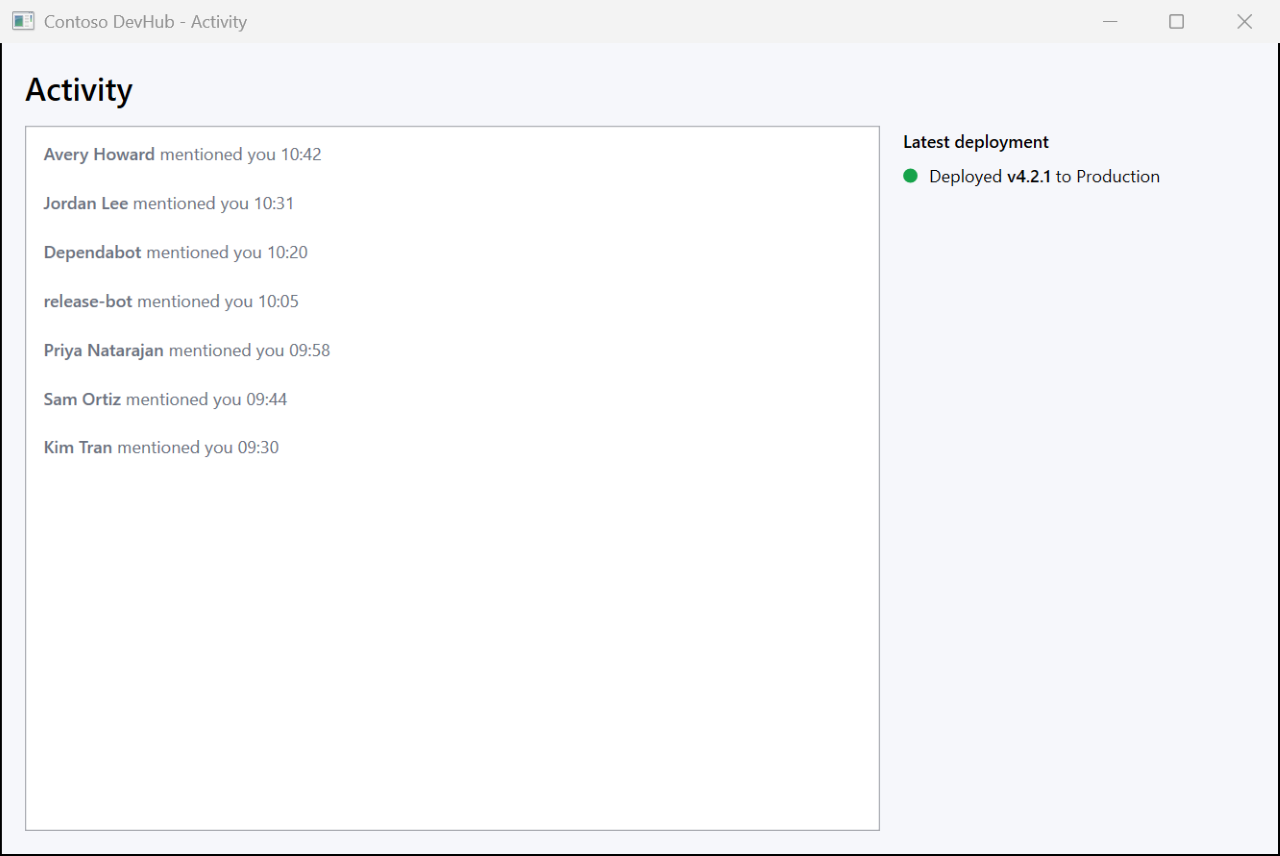 Contoso DevHub - Activity
Activity
Avery Howard mentioned you 10:42
Jordan Lee mentioned you 10:31
Dependabot mentioned you 10:20
release-bot mentioned you 10:05
Priya Natarajan mentioned you 09:58
Sam Ortiz mentioned you 09:44
Kim Tran mentioned you 09:30
Latest deployment
Deployed v4.2.1 to Production